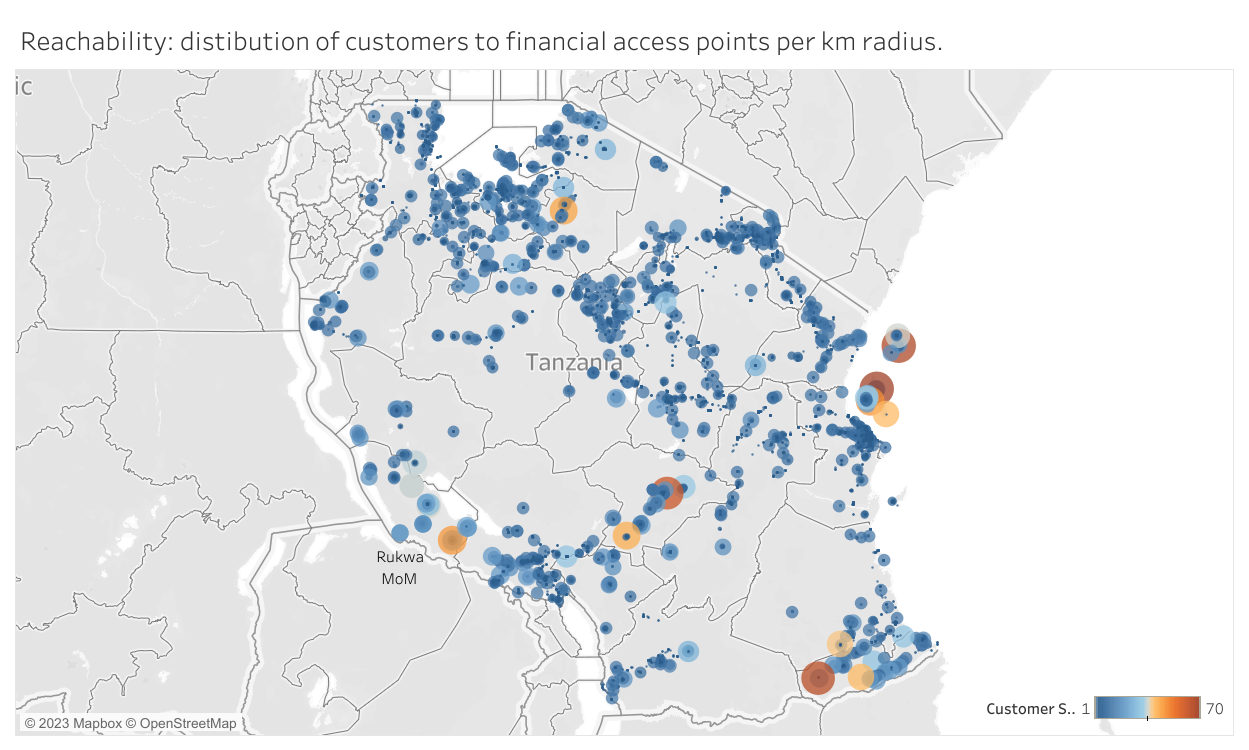 Reachability: distibution of customers to financial access points per km radius.
ic
Tanzania
Rukwa
MoM
Customer S.. 1 70
© 2023 Mapbox © OpenStreetMap